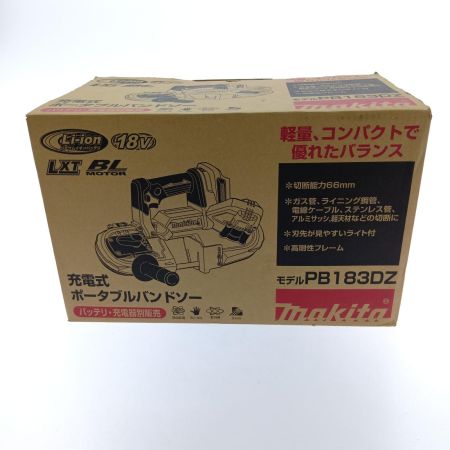 Li-ion
18V
LXT BL
MOTOR
makita
充電式
ポータブルバンドソー
バッテリ・充電器別販売
makita
軽量、コンパクトで
優れたバランス
＊切断能力66mm
＊ガス管、ライニング鋼管、
電線ケーブル、ステンレス管、
アルミサッシ、超天材などの切断に
＊刃先が見やすいライト付
＊高剛性フレーム
モデルPB183DZ
makita